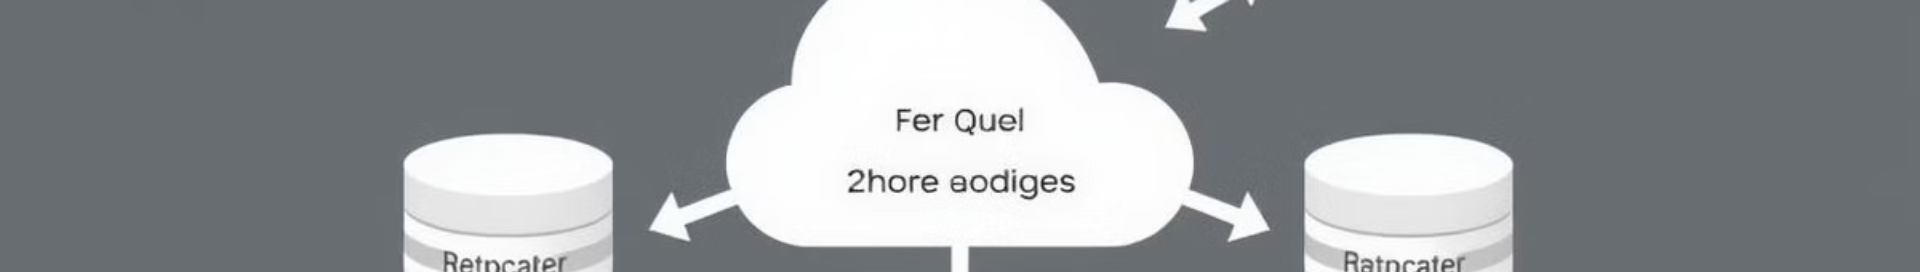 Fer Quel
2hore aodiges
Retpcater
Ratpcater